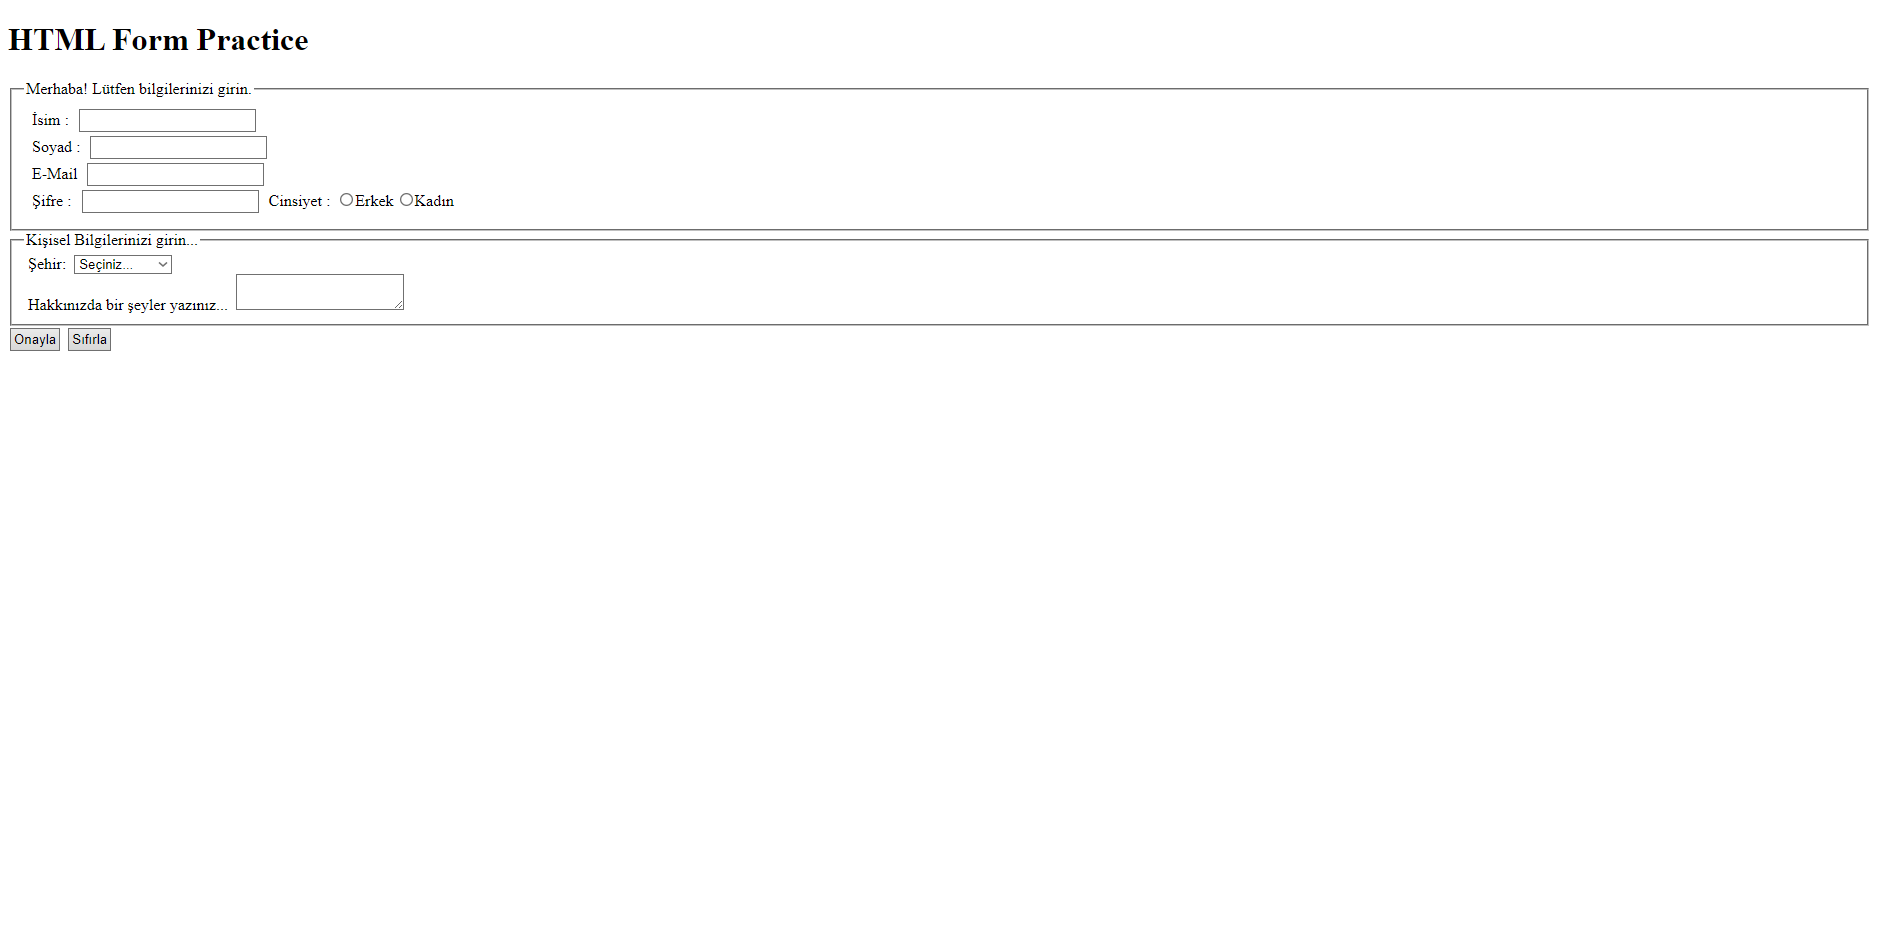 HTML Form Practice
Merhaba! Lütfen bilgilerinizi girin.
İsim :
Soyad :
E-Mail
Şifre : Cinsiyet : Erkek Kadın
Kişisel Bilgilerinizi girin...
Şehir: Seçiniz...
Hakkınızda bir şeyler yazınız...
Onayla Sıfırla